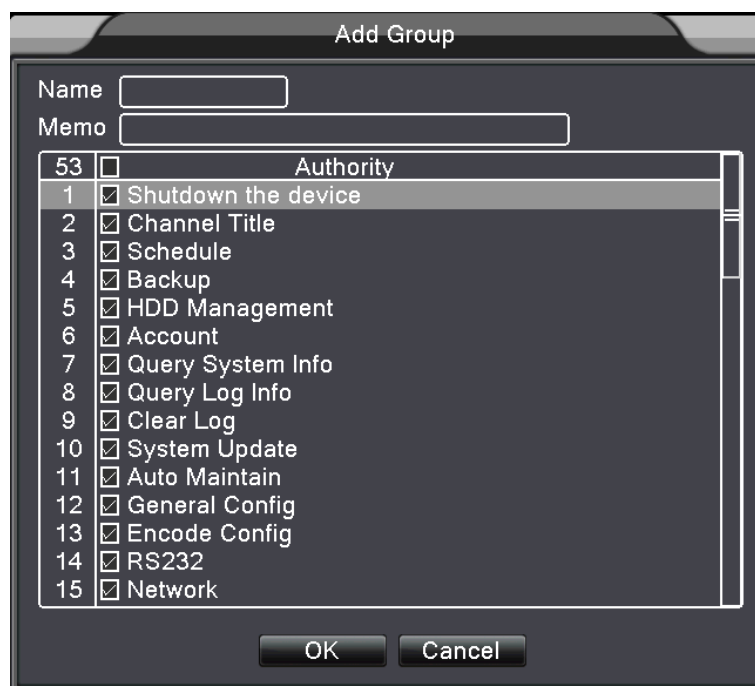 Add Group
Name
Memo
53 Authority
1 Shutdown the device
2 Channel Title
3 Schedule
4 Backup
5 HDD Management
6 Account
7 Query System Info
8 Query Log Info
9 Clear Log
10 System Update
11 Auto Maintain
12 General Config
13 Encode Config
14 RS232
15 Network
OK Cancel